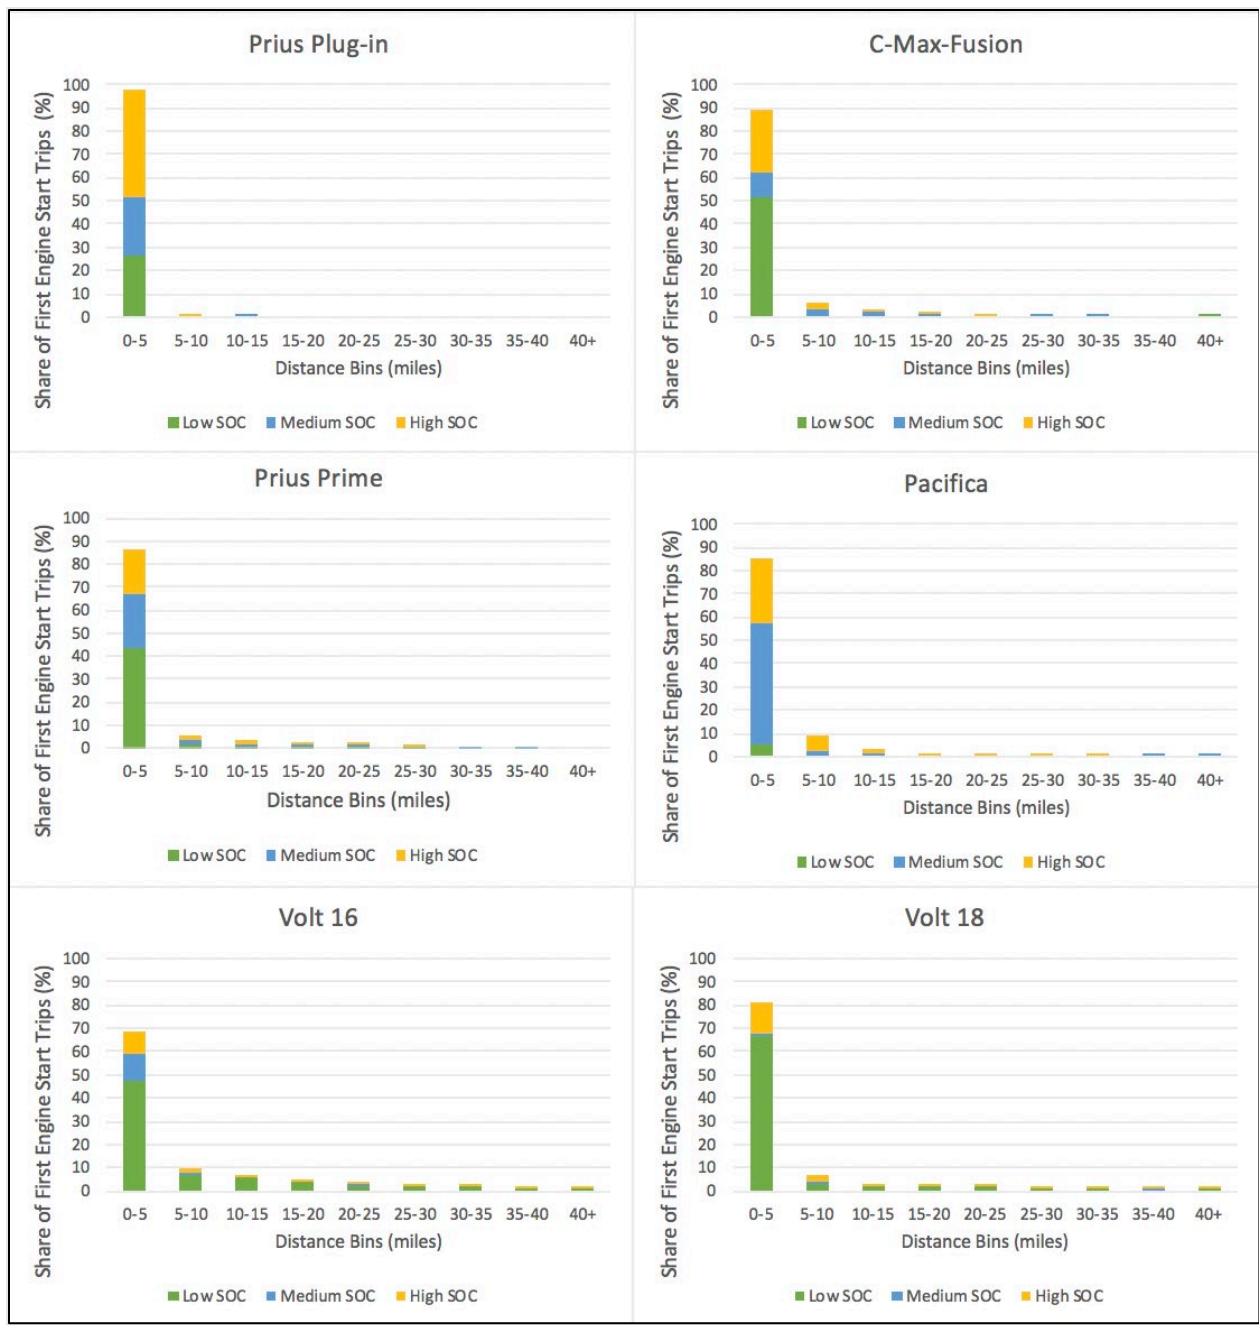 Prius Plug-in
Share of First Engine Start Trips (%)
100
90
80
70
60
50
40
30
20
10
0
0-5 5-10 10-15 15-20 20-25 25-30 30-35 35-40 40+
Distance Bins (miles)
Low SOC Medium SOC High SOC
C-Max-Fusion
Share of First Engine Start Trips (%)
100
90
80
70
60
50
40
30
20
10
0
0-5 5-10 10-15 15-20 20-25 25-30 30-35 35-40 40+
Distance Bins (miles)
Low SOC Medium SOC High SOC
Prius Prime
Share of First Engine Start Trips (%)
100
90
80
70
60
50
40
30
20
10
0
0-5 5-10 10-15 15-20 20-25 25-30 30-35 35-40 40+
Distance Bins (miles)
Low SOC Medium SOC High SOC
Pacifica
Share of First Engine Start Trips (%)
100
90
80
70
60
50
40
30
20
10
0
0-5 5-10 10-15 15-20 20-25 25-30 30-35 35-40 40+
Distance Bins (miles)
Low SOC Medium SOC High SOC
Volt 16
Share of First Engine Start Trips (%)
100
90
80
70
60
50
40
30
20
10
0
0-5 5-10 10-15 15-20 20-25 25-30 30-35 35-40 40+
Distance Bins (miles)
Low SOC Medium SOC High SOC
Volt 18
Share of First Engine Start Trips (%)
100
90
80
70
60
50
40
30
20
10
0
0-5 5-10 10-15 15-20 20-25 25-30 30-35 35-40 40+
Distance Bins (miles)
Low SOC Medium SOC High SOC